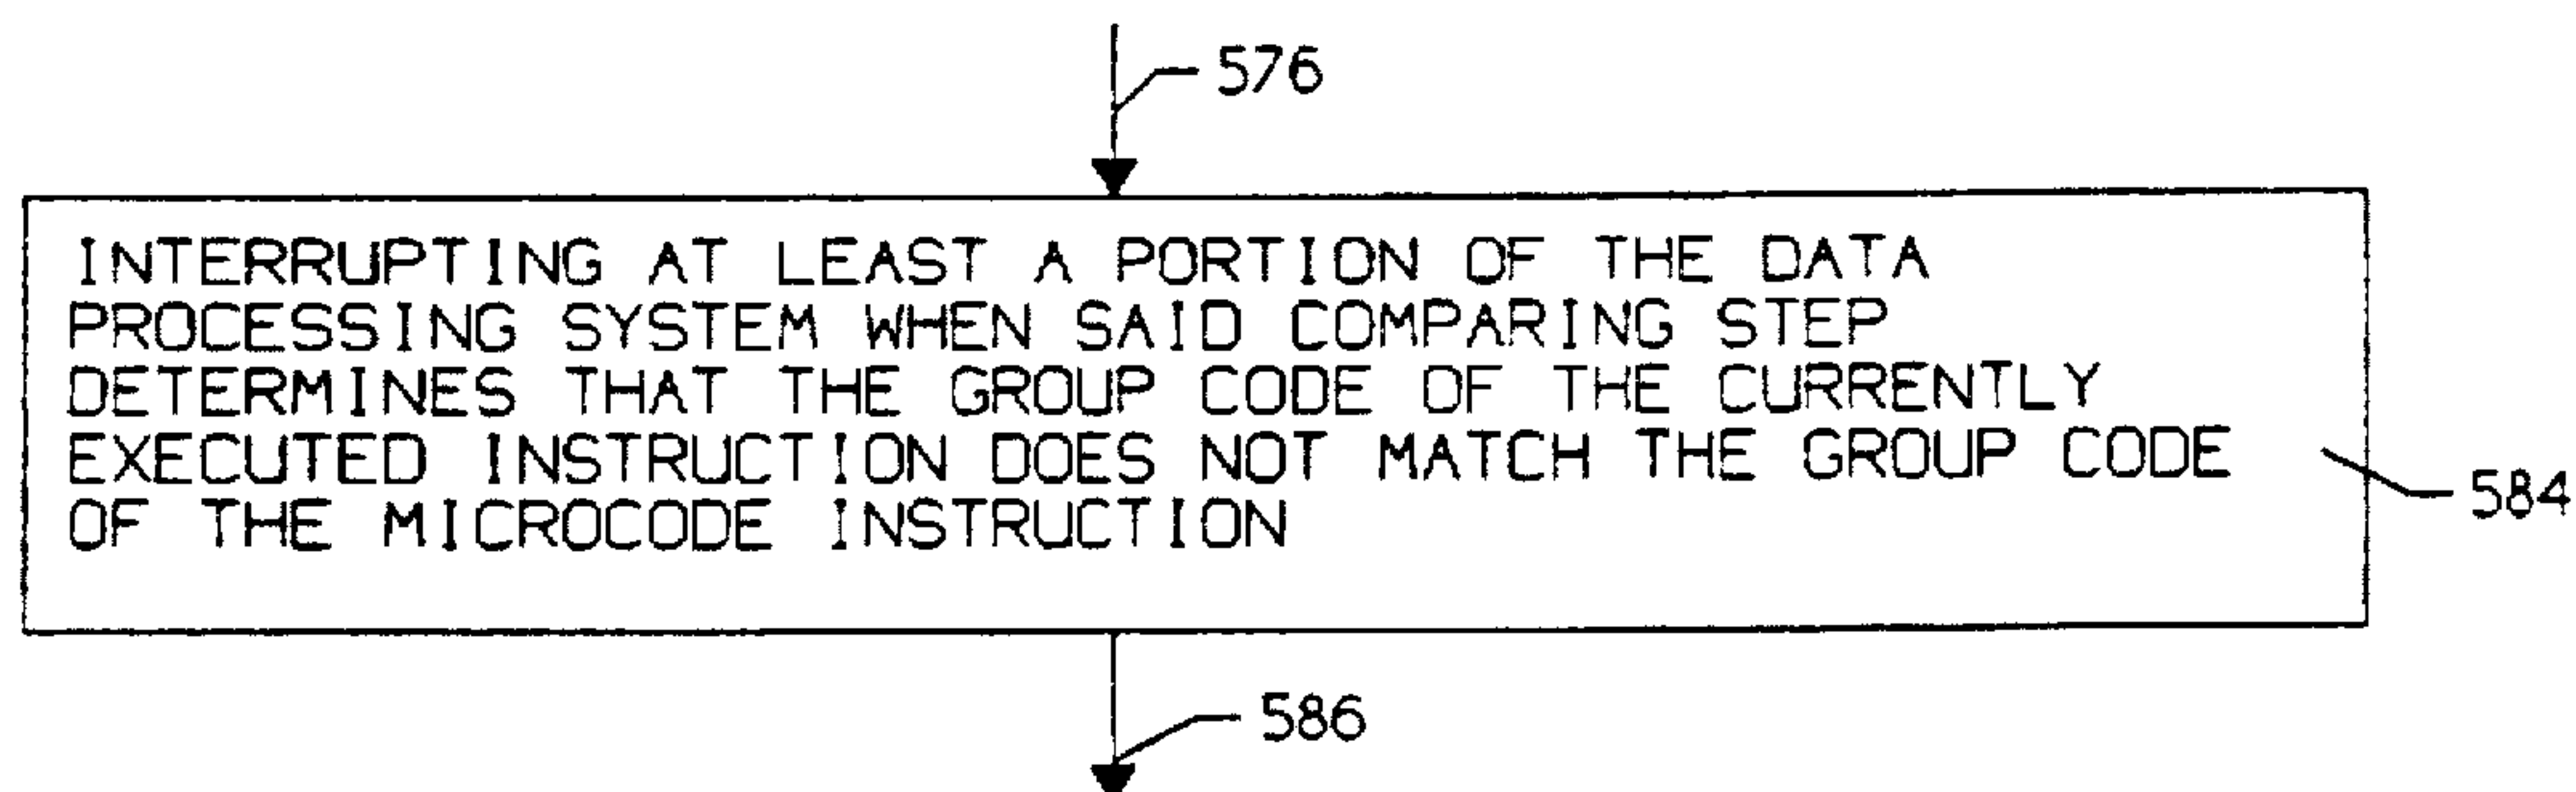 576
INTERRUPTING AT LEAST A PORTION OF THE DATA
PROCESSING SYSTEM WHEN SAID COMPARING STEP
DETERMINES THAT THE GROUP CODE OF THE CURRENTLY
EXECUTED INSTRUCTION DOES NOT MATCH THE GROUP CODE
OF THE MICROCODE INSTRUCTION
584
586